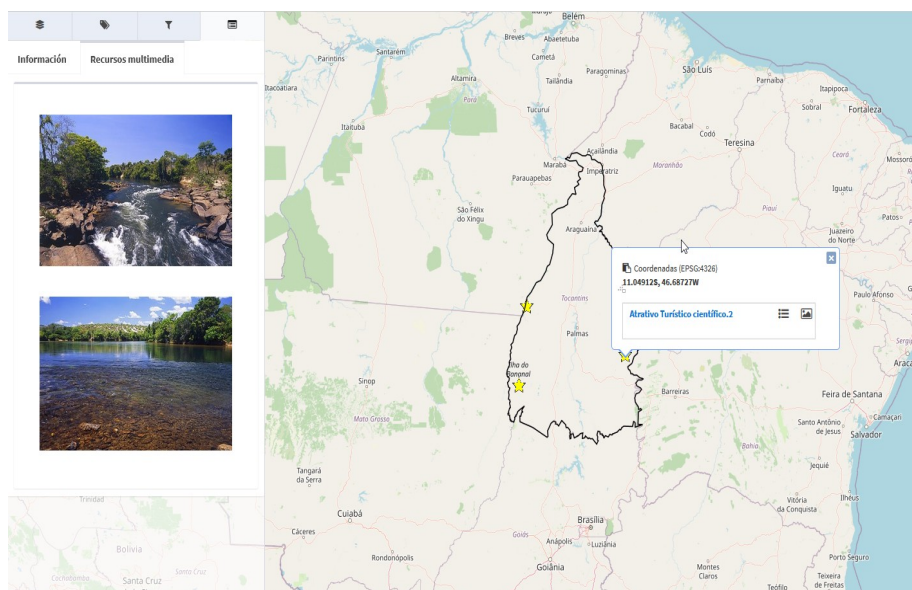 Información
Recursos multimedia
Coordenadas (EPSG:4326)
11.04912S, 46.68727W
Atrativo Turístico científico.2
Belém
Breves
Abaetetuba
Cametá
Parintins
Santarém
São Luís
Itacoatiara
Altamira
Tailândia
Paragominas
Parnaíba
Itapipoca
Pará
Tucuruí
Sobral
Fortaleza
Itaituba
Bacabal
Codó
Teresina
Açailândia
Ceará
Mossoró
Marabá
Imperatriz
Maranhão
Parauapebas
Iguatu
São Félix
do Xingu
Piauí
Patos
Araguaína
Juazeiro
do Norte
Tocantins
Paulo Afonso
Palmas
Ilha do
Bananal
Sinop
Barreiras
Feira de Santana
Mato Grosso
Santo Antônio
de Jesus
Camaçari
Salvador
Bahia
Tangará
da Serra
Jequié
Trinidad
Vitória
da Conquista
Ilhéus
Cuiabá
Cáceres
Brasília
Goiás
Anápolis
Luziânia
Bolivia
Rondonópolis
Goiânia
Porto Seguro
Cochabamba
Santa Cruz
Santa Cruz
Montes
Claros
Teixeira
de Freitas
Teófilo